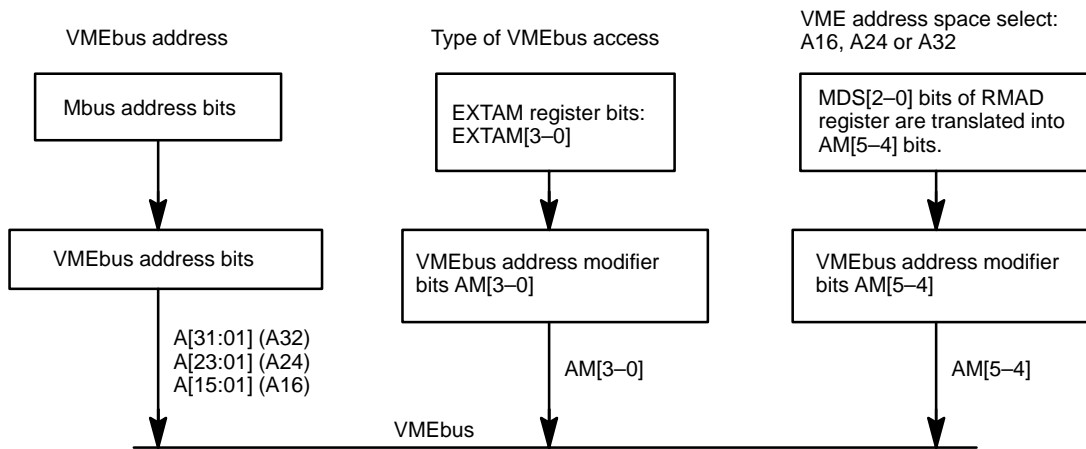 VMEbus address
Type of VMEbus access
VME address space select:
A16, A24 or A32
Mbus address bits
EXTAM register bits:
EXTAM[3–0]
MDS[2–0] bits of RMAD
register are translated into
AM[5–4] bits.
VMEbus address bits
VMEbus address modifier
bits AM[3–0]
VMEbus address modifier
bits AM[5–4]
A[31:01] (A32)
A[23:01] (A24)
A[15:01] (A16)
AM[3–0]
AM[5–4]
VMEbus